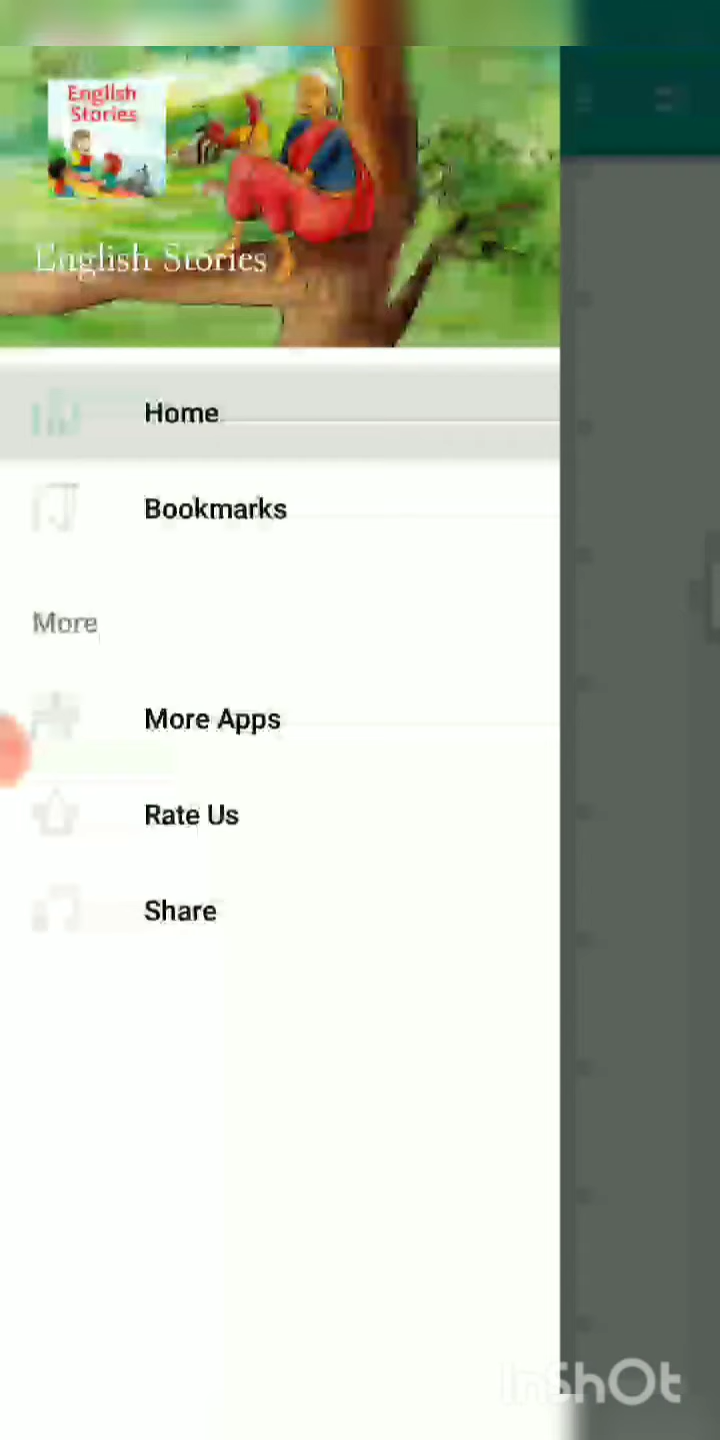 English
Stories
English Stories
Home
Bookmarks
More
More Apps
Rate Us
Share
InShOt